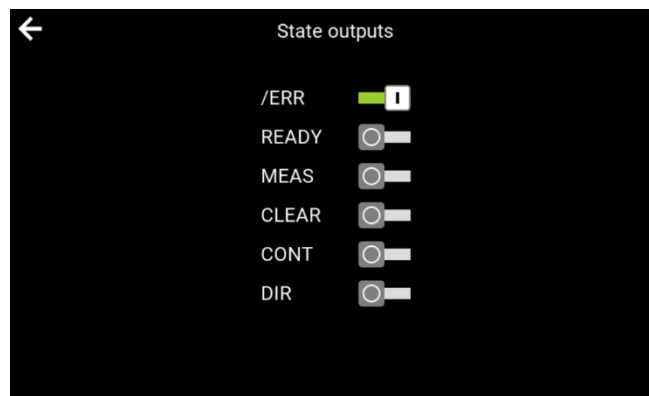 State outputs
/ERR
READY
MEAS
CLEAR
CONT
DIR